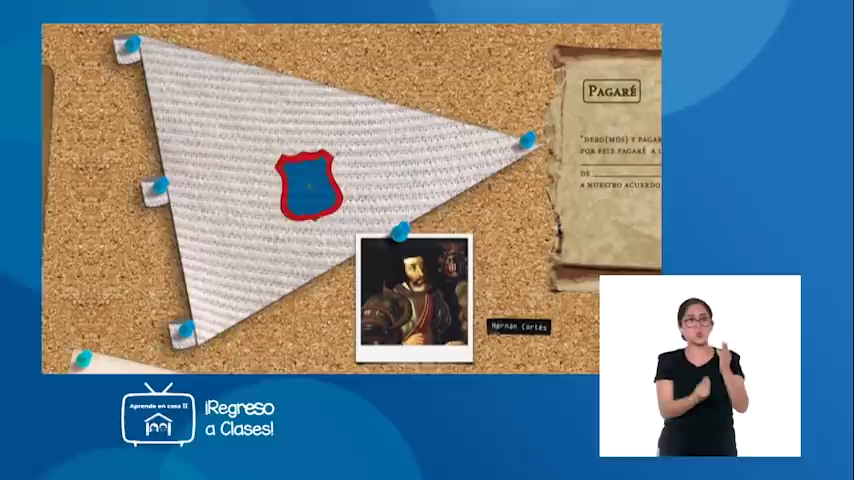 PAGARÉ
"DEBO(MOS) Y PAGAR
POR ESTE PAGARÉ A L
DE
A NUESTRO ACUERDO
Hernán Cortés
Aprende en casa II
¡Regreso
a Clases!